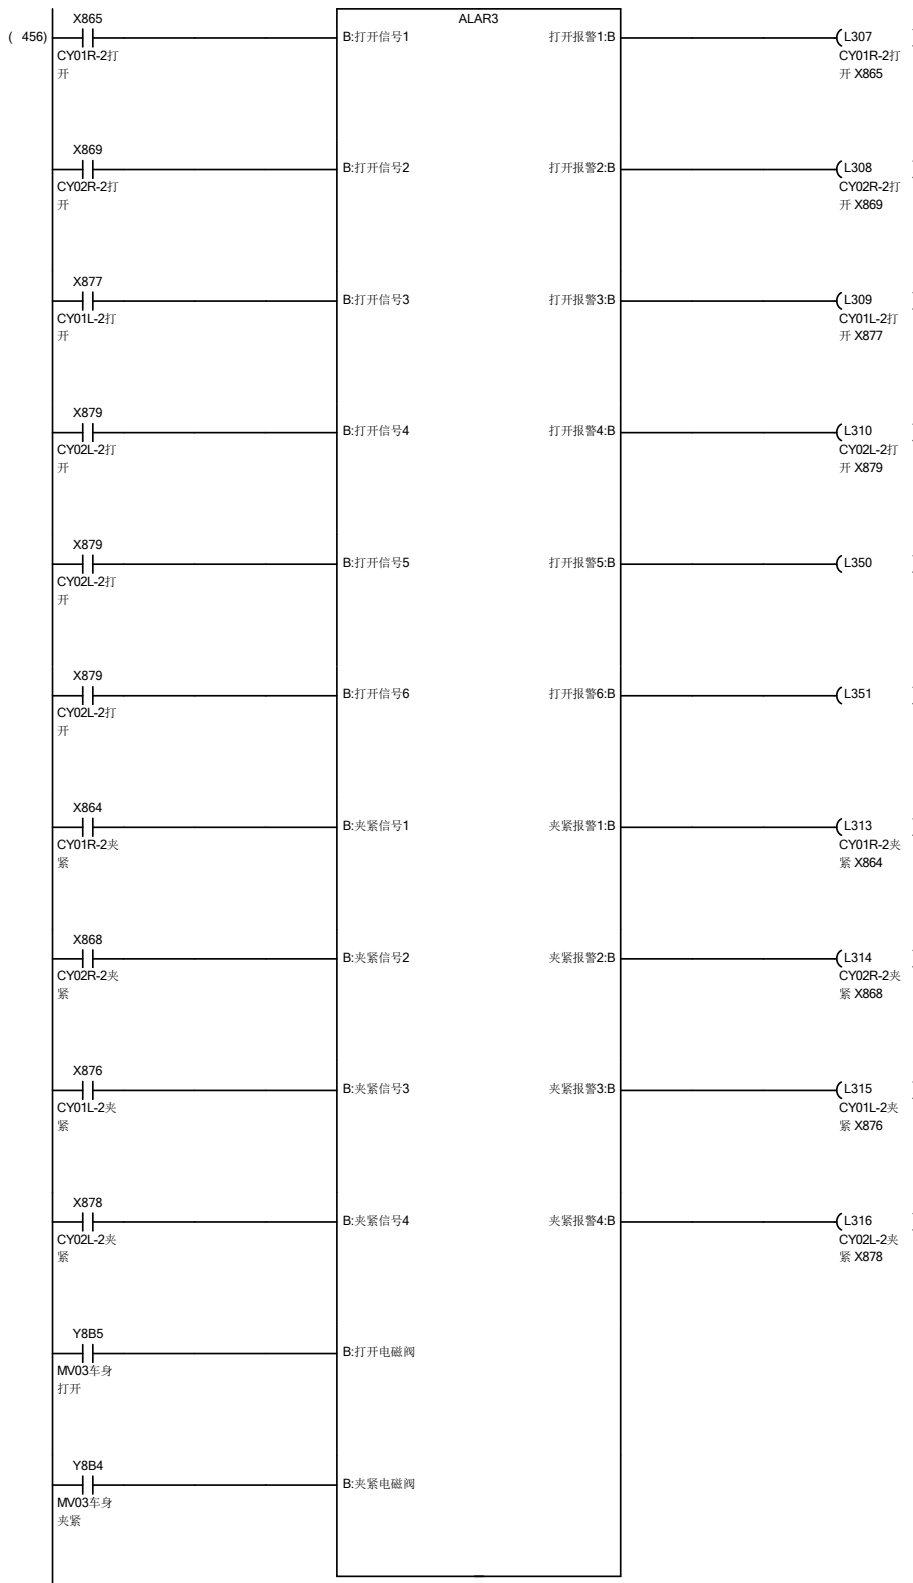 X865
ALAR3
( 456)
B:打开信号1
打开报警1:B
L307
CY01R-2打
开
CY01R-2打
开 X865
X869
B:打开信号2
打开报警2:B
L308
CY02R-2打
开
CY02R-2打
开 X869
X877
B:打开信号3
打开报警3:B
L309
CY01L-2打
开
CY01L-2打
开 X877
X879
B:打开信号4
打开报警4:B
L310
CY02L-2打
开
CY02L-2打
开 X879
X879
B:打开信号5
打开报警5:B
L350
CY02L-2打
开
X879
B:打开信号6
打开报警6:B
L351
CY02L-2打
开
X864
B:夹紧信号1
夹紧报警1:B
L313
CY01R-2夹
紧
CY01R-2夹
紧 X864
X868
B:夹紧信号2
夹紧报警2:B
L314
CY02R-2夹
紧
CY02R-2夹
紧 X868
X876
B:夹紧信号3
夹紧报警3:B
L315
CY01L-2夹
紧
CY01L-2夹
紧 X876
X878
B:夹紧信号4
夹紧报警4:B
L316
CY02L-2夹
紧
CY02L-2夹
紧 X878
Y8B5
B:打开电磁阀
MV03车身
打开
Y8B4
B:夹紧电磁阀
MV03车身
夹紧